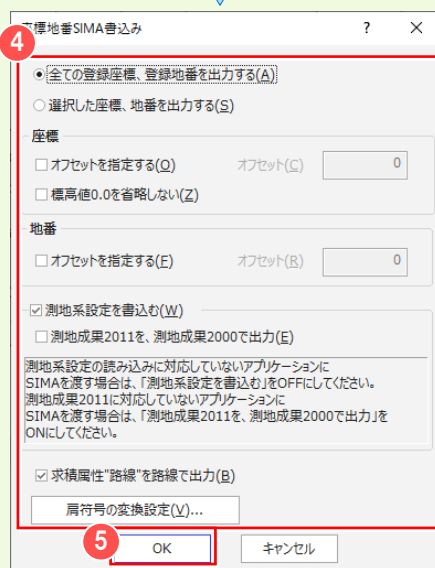 座標地番SIMA書込み ? ×
4
全ての登録座標、登録地番を出力する(A)
選択した座標、地番を出力する(S)
座標
オフセットを指定する(O) オフセット(C) 0
標高値0.0を省略しない(Z)
地番
オフセットを指定する(F) オフセット(R) 0
測地系設定を書込む(W)
測地成果2011を、測地成果2000で出力(E)
測地系設定の読み込みに対応していないアプリケーションに
SIMAを渡す場合は、「測地系設定を書込む」をOFFにしてください。
測地成果2011に対応していないアプリケーションに
SIMAを渡す場合は、「測地成果2011を、測地成果2000で出力」を
ONにしてください。
求積属性"路線"を路線で出力(B)
肩符号の変換設定(V)...
5
OK キャンセル